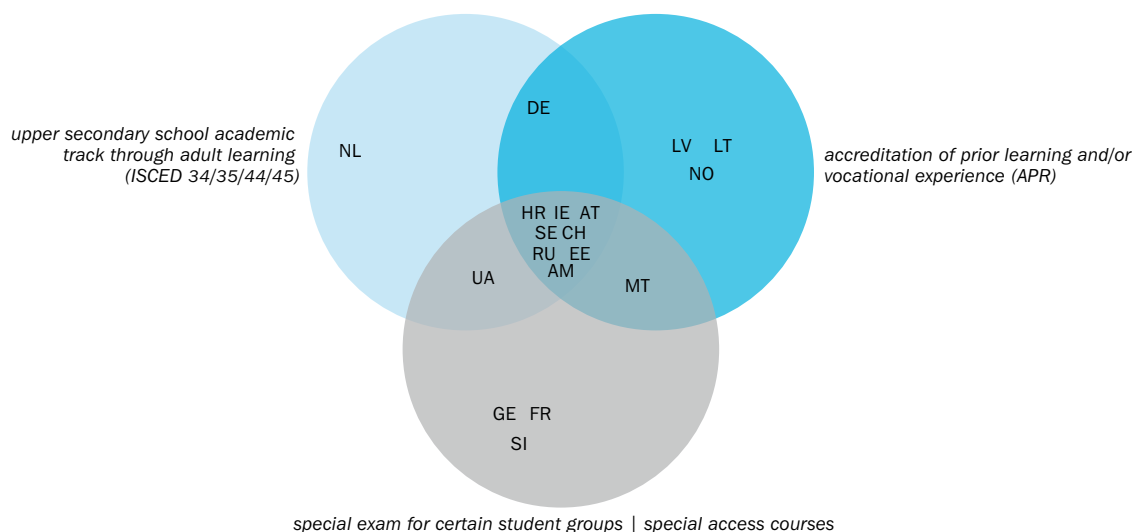 DE
upper secondary school academic
track through adult learning
(ISCED 34/35/44/45)
NL
LV LT
NO
accreditation of prior learning and/or
vocational experience (APR)
HR IE AT
SE CH
RU EE
AM
UA
MT
GE FR
SI
special exam for certain student groups | special access courses